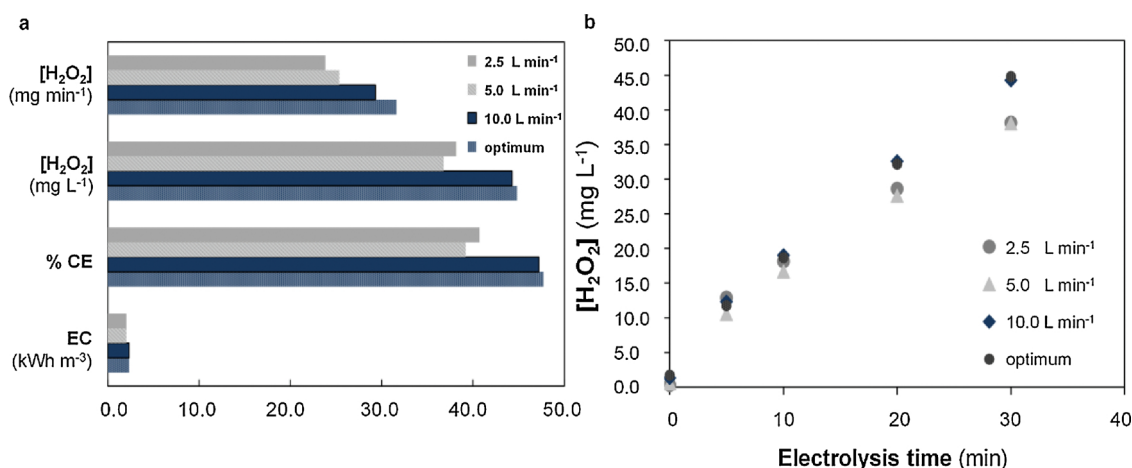 a
[H₂O₂]
(mg min⁻¹)
[H₂O₂]
(mg L⁻¹)
% CE
EC
(kWh m⁻³)
0.0 10.0 20.0 30.0 40.0 50.0
2.5 L min⁻¹
5.0 L min⁻¹
10.0 L min⁻¹
optimum
b
[H₂O₂] (mg L⁻¹)
50.0
45.0
40.0
35.0
30.0
25.0
20.0
15.0
10.0
5.0
0.0
0 10 20 30 40
Electrolysis time (min)
2.5 L min⁻¹
5.0 L min⁻¹
10.0 L min⁻¹
optimum